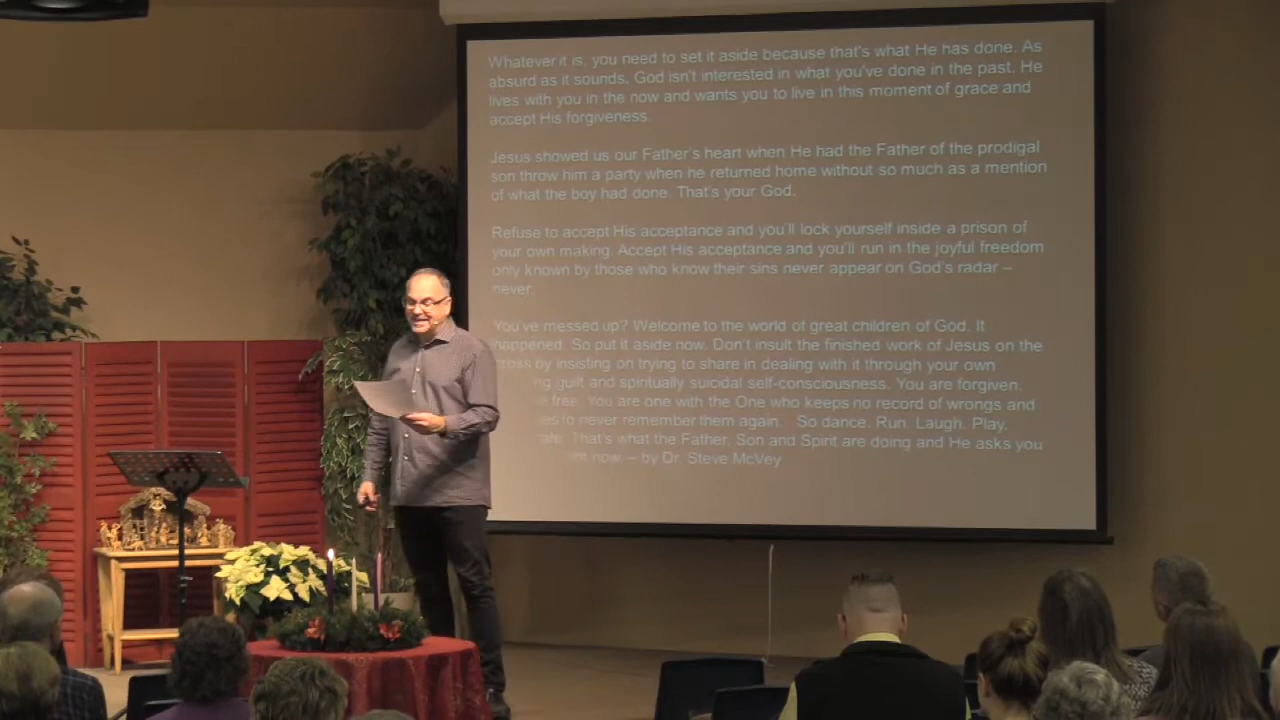 Whatever it is, you need to set it aside because that's what He has done. As
absurd as it sounds, God isn't interested in what you've done in the past. He
lives with you in the now and wants you to live in this moment of grace and
accept His forgiveness.
Jesus showed us our Father's heart when He had the Father of the prodigal
son throw him a party when he returned home without so much as a mention
of what the boy had done. That's your God.
Refuse to accept His acceptance and you'll lock yourself inside a prison of
your own making. Accept His acceptance and you'll run in the joyful freedom
only known by those who know their sins never appear on God's radar –
never.
You've messed up? Welcome to the world of great children of God. It
happened. So put it aside now. Don't insult the finished work of Jesus on the
cross by insisting on trying to share in dealing with it through your own
guilt and spiritually suicidal self-consciousness. You are forgiven.
free. You are one with the One who keeps no record of wrongs and
to never remember them again. So dance. Run. Laugh. Play.
That's what the Father, Son and Spirit are doing and He asks you
now. – by Dr. Steve McVey